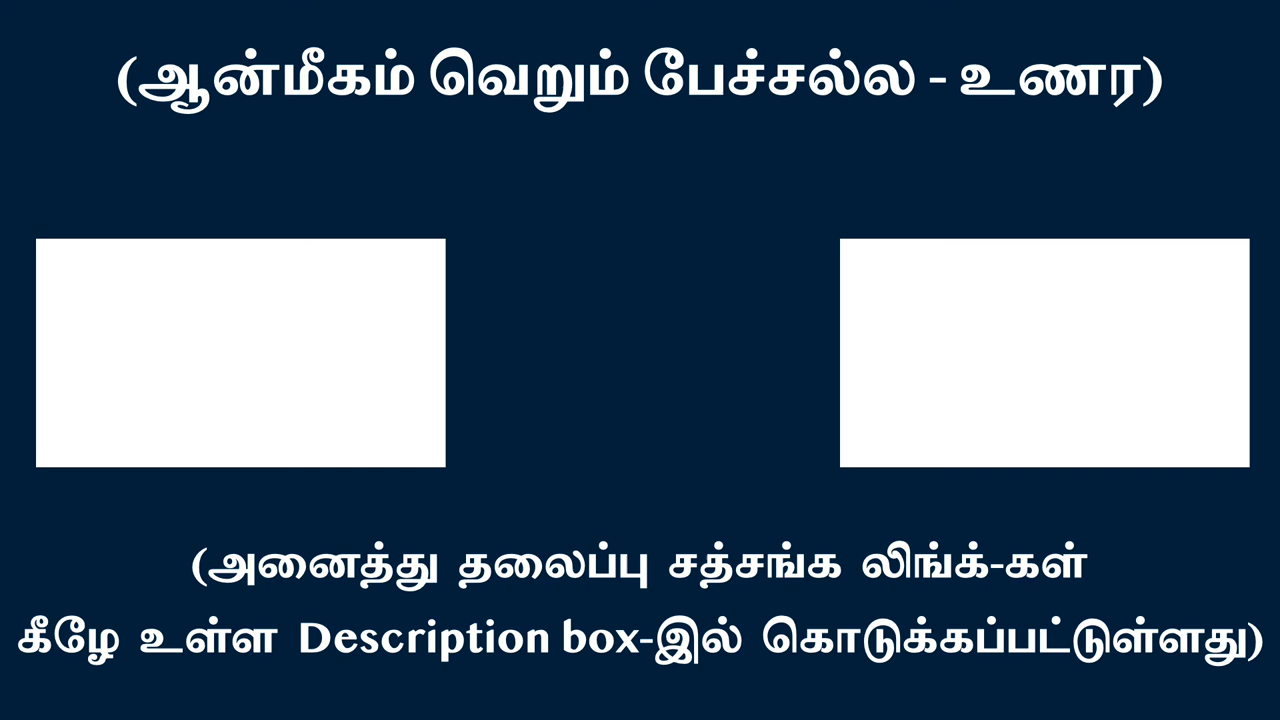 (ஆன்மீகம் வெறும் பேச்சல்ல - உணர)
(அனைத்து தலைப்பு சத்சங்க லிங்க்-கள்
கீழே உள்ள Description box-இல் கொடுக்கப்பட்டுள்ளது)